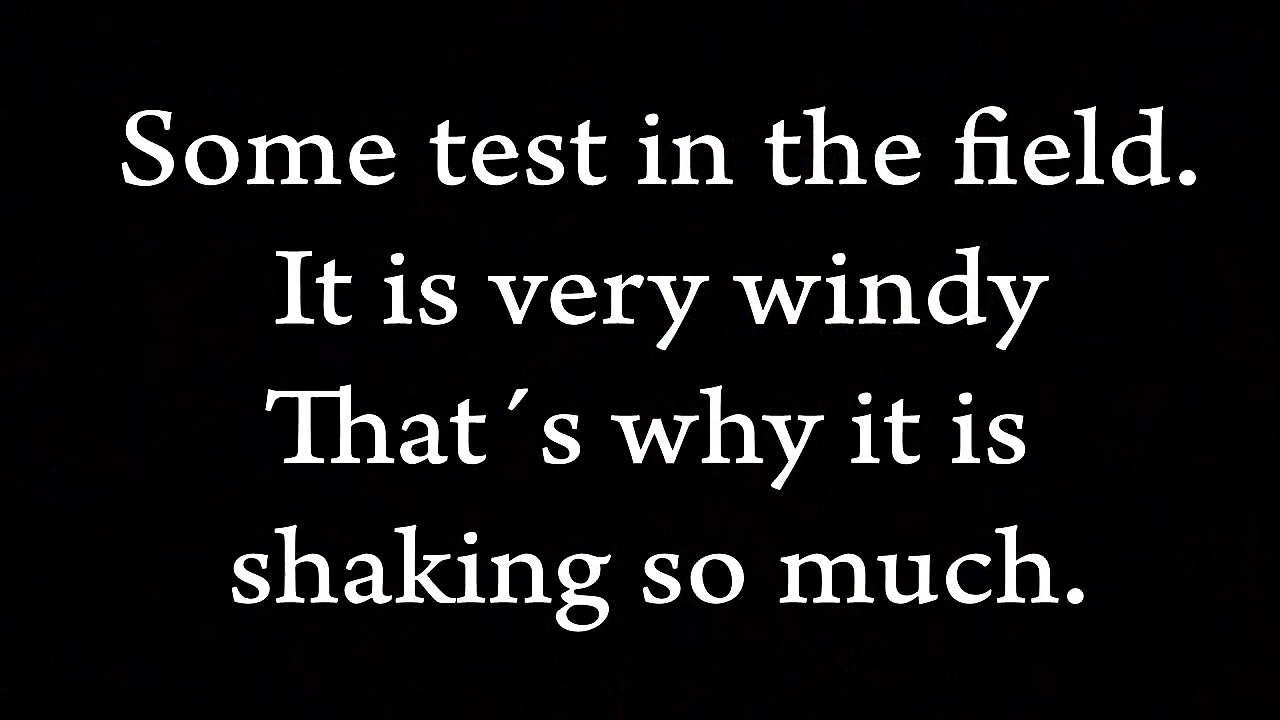 Some test in the field.
It is very windy
That´s why it is
shaking so much.